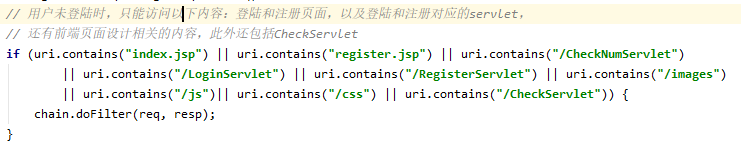 // 用户未登陆时，只能访问以下内容：登陆和注册页面，以及登陆和注册对应的servlet，
// 还有前端页面设计相关的内容，此外还包括CheckServlet
if (uri.contains("index.jsp") || uri.contains("register.jsp") || uri.contains("/CheckNumServlet")
|| uri.contains("/LoginServlet") || uri.contains("/RegisterServlet") || uri.contains("/images")
|| uri.contains("/js")|| uri.contains("/css") || uri.contains("/CheckServlet")) {
chain.doFilter(req, resp);
}